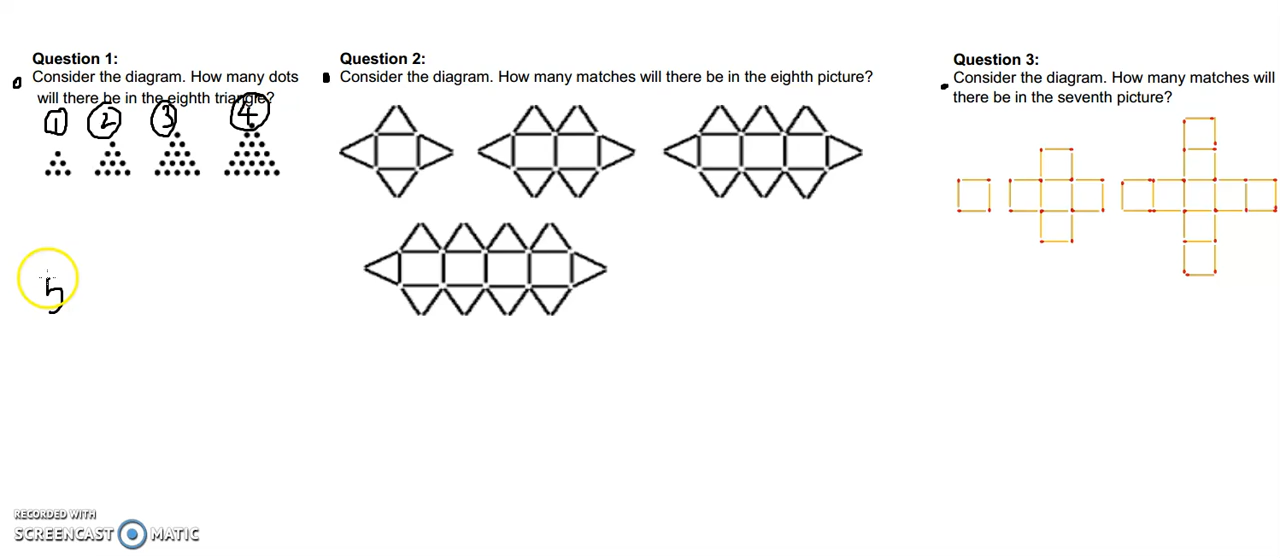 Question 1:
Consider the diagram. How many dots
will there be in the eighth triangle?
1 2 3 4
5
Question 2:
Consider the diagram. How many matches will there be in the eighth picture?
Question 3:
Consider the diagram. How many matches will
there be in the seventh picture?
RECORDED WITH
SCREENCAST MATIC